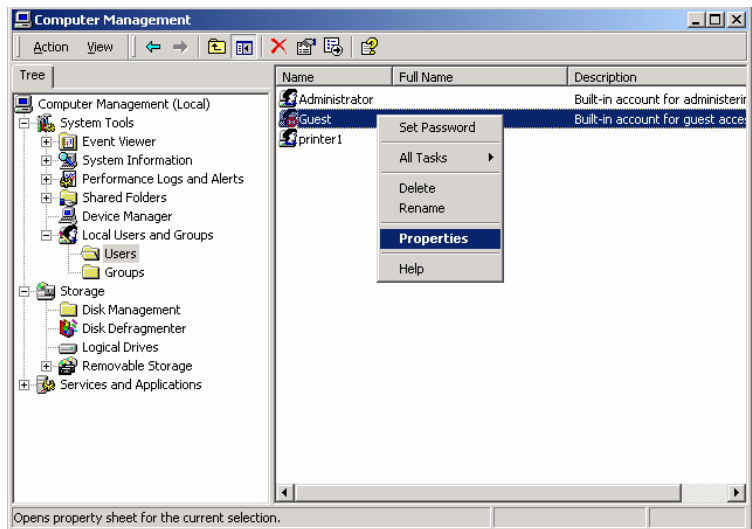 Computer Management
Action View
Tree
Name Full Name Description
Computer Management (Local)
System Tools
Event Viewer
System Information
Performance Logs and Alerts
Shared Folders
Device Manager
Local Users and Groups
Users
Groups
Storage
Disk Management
Disk Defragmenter
Logical Drives
Removable Storage
Services and Applications
Administrator Built-in account for administerin
Guest Built-in account for guest acce
printer1
Set Password
All Tasks
Delete
Rename
Properties
Help
Opens property sheet for the current selection.